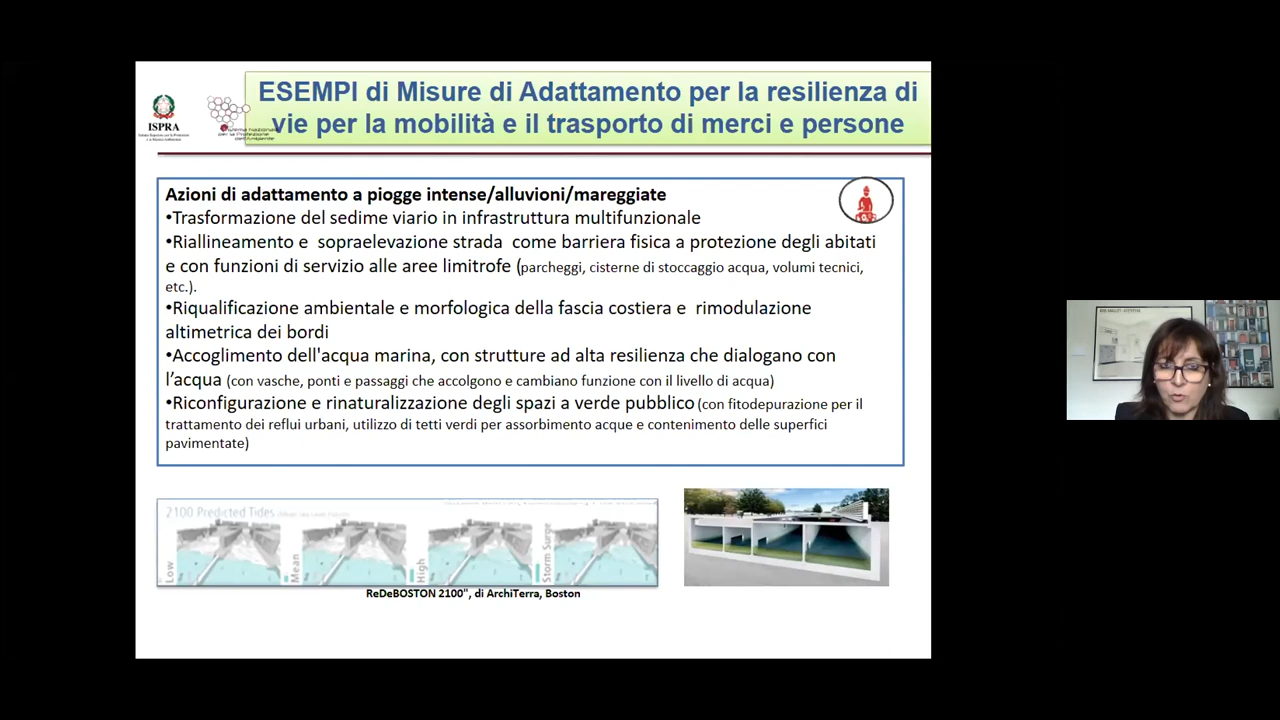 ESEMPI di Misure di Adattamento per la resilienza di
vie per la mobilità e il trasporto di merci e persone
ISPRA
Azioni di adattamento a piogge intense/alluvioni/mareggiate
•Trasformazione del sedime viario in infrastruttura multifunzionale
•Riallineamento e sopraelevazione strada come barriera fisica a protezione degli abitati
e con funzioni di servizio alle aree limitrofe (parcheggi, cisterne di stoccaggio acqua, volumi tecnici,
etc.).
•Riqualificazione ambientale e morfologica della fascia costiera e rimodulazione
altimetrica dei bordi
•Accoglimento dell'acqua marina, con strutture ad alta resilienza che dialogano con
l’acqua (con vasche, ponti e passaggi che accolgono e cambiano funzione con il livello di acqua)
•Riconfigurazione e rinaturalizzazione degli spazi a verde pubblico (con fitodepurazione per il
trattamento dei reflui urbani, utilizzo di tetti verdi per assorbimento acque e contenimento delle superfici
pavimentate)
2100 Predicted Tides
Low
Mean
High
Storm Surge
ReDeBOSTON 2100", di ArchiTerra, Boston